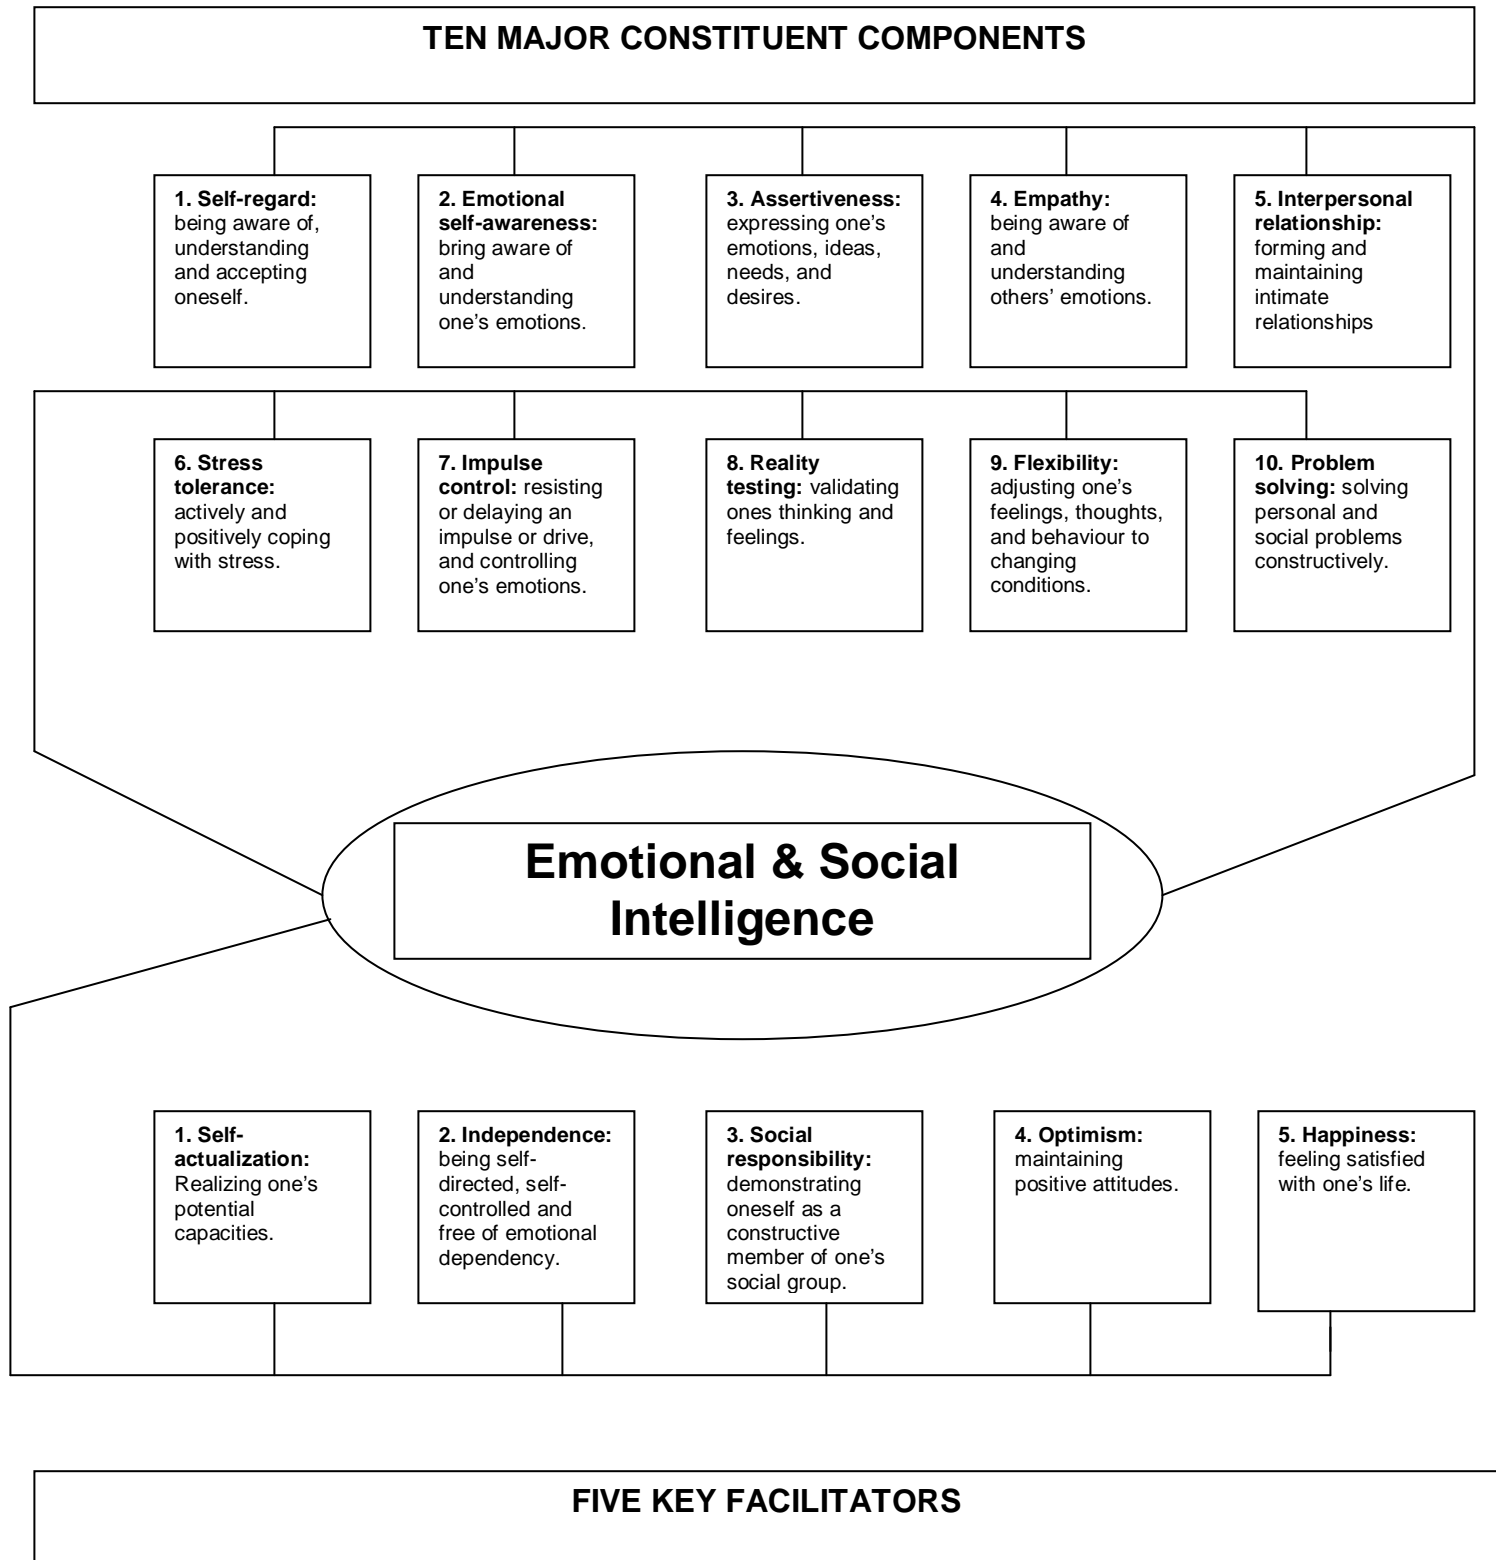 TEN MAJOR CONSTITUENT COMPONENTS
1. Self-regard:
being aware of,
understanding
and accepting
oneself.
2. Emotional
self-awareness:
bring aware of
and
understanding
one’s emotions.
3. Assertiveness:
expressing one’s
emotions, ideas,
needs, and
desires.
4. Empathy:
being aware of
and
understanding
others’ emotions.
5. Interpersonal
relationship:
forming and
maintaining
intimate
relationships
6. Stress
tolerance:
actively and
positively coping
with stress.
7. Impulse
control: resisting
or delaying an
impulse or drive,
and controlling
one’s emotions.
8. Reality
testing: validating
ones thinking and
feelings.
9. Flexibility:
adjusting one’s
feelings, thoughts,
and behaviour to
changing
conditions.
10. Problem
solving: solving
personal and
social problems
constructively.
Emotional & Social
Intelligence
1. Self-
actualization:
Realizing one’s
potential
capacities.
2. Independence:
being self-
directed, self-
controlled and
free of emotional
dependency.
3. Social
responsibility:
demonstrating
oneself as a
constructive
member of one’s
social group.
4. Optimism:
maintaining
positive attitudes.
5. Happiness:
feeling satisfied
with one’s life.
FIVE KEY FACILITATORS